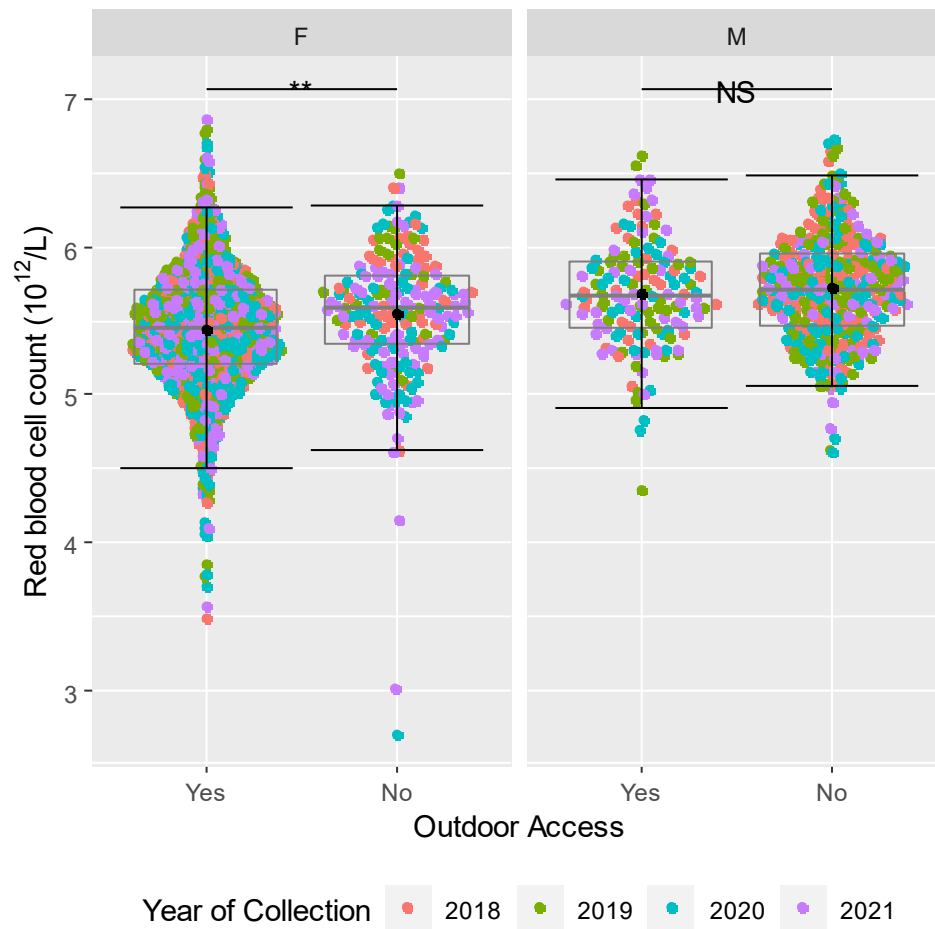 F
M
**
NS
7
6
5
4
3
Red blood cell count (10¹²/L)
Yes
No
Yes
No
Outdoor Access
Year of Collection
2018
2019
2020
2021